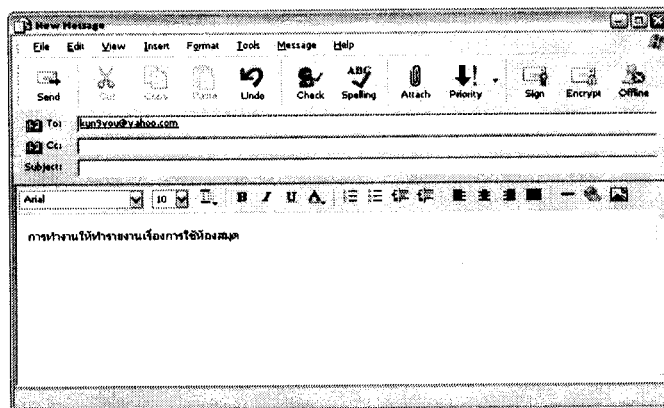 New Message
File Edit View Insert Format Tools Message Help
Send Cut Copy Paste Undo Check Spelling Attach Priority Sign Encrypt Offline
ABC
To: kun9you@yahoo.com
Cc:
Subject:
Arial 10 B I U A
การทำงานให้ทำรายงานเรื่องการใช้ห้องสมุด